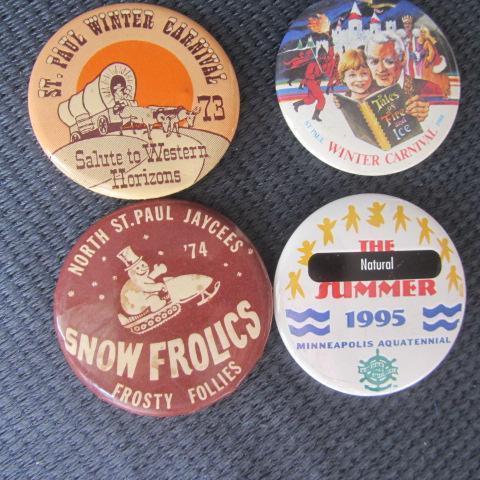 ST. PAUL WINTER CARNIVAL
73
Salute to Western
Horizons
Tales
of
Fire
and
Ice
ST. PAUL WINTER CARNIVAL
NORTH ST. PAUL JAYCEES
'74
SNOW FROLICS
FROSTY FOLLIES
THE
Natural
SUMMER
1995
MINNEAPOLIS AQUATENNIAL